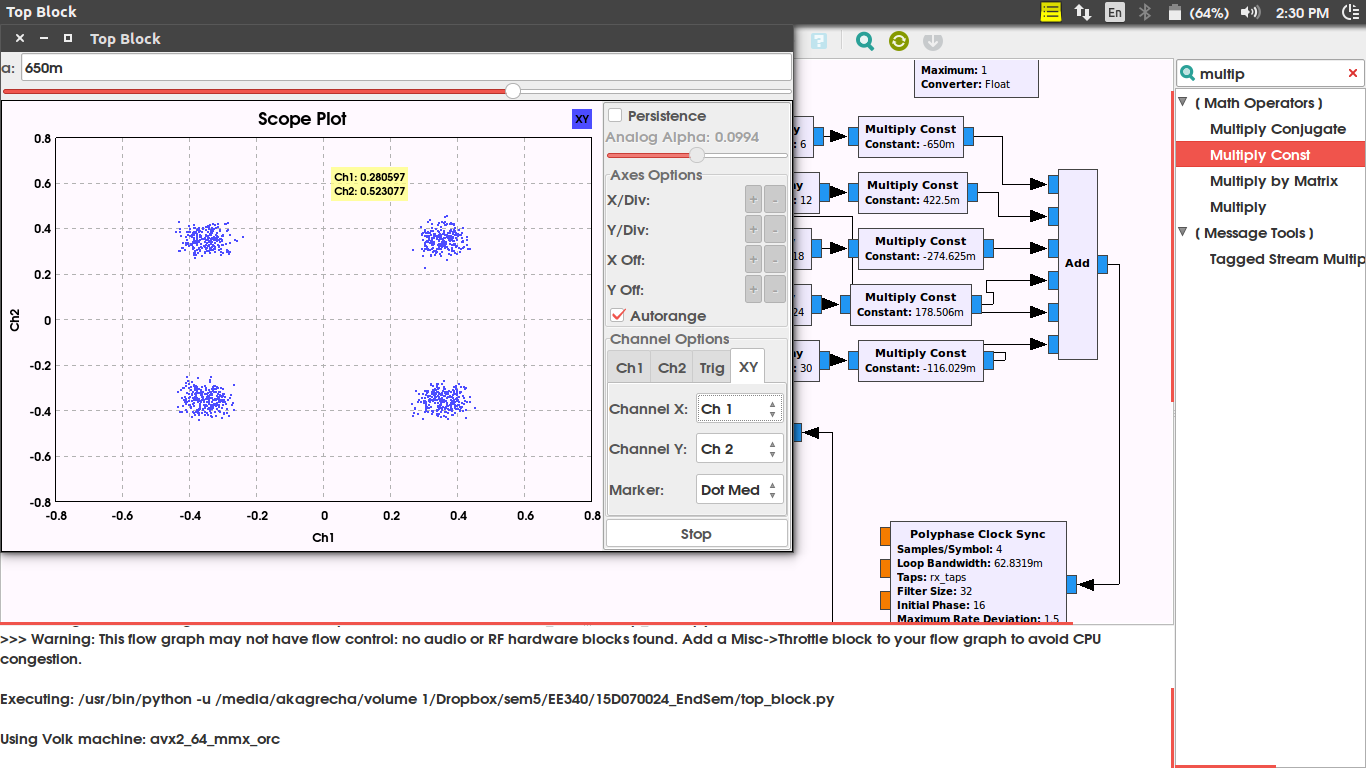 Top Block
En
(64%)
2:30 PM
Top Block
α: 650m
Scope Plot
XY
Ch1: 0.280597
Ch2: 0.523077
0.8
0.6
0.4
0.2
0
-0.2
-0.4
-0.6
-0.8
Ch2
-0.8 -0.6 -0.4 -0.2 0 0.2 0.4 0.6 0.8
Ch1
Persistence
Analog Alpha: 0.0994
Axes Options
X/Div: + -
Y/Div: + -
X Off: + -
Y Off: + -
Autorange
Channel Options
Ch1 Ch2 Trig XY
Channel X: Ch 1
Channel Y: Ch 2
Marker: Dot Med
Stop
Maximum: 1
Converter: Float
y
6
Multiply Const
Constant: -650m
ay
12
Multiply Const
Constant: 422.5m
18
Multiply Const
Constant: -274.625m
24
Multiply Const
Constant: 178.506m
ay
30
Multiply Const
Constant: -116.029m
Add
Polyphase Clock Sync
Samples/Symbol: 4
Loop Bandwidth: 62.8319m
Taps: rx_taps
Filter Size: 32
Initial Phase: 16
Maximum Rate Deviation: 1.5
multip
[ Math Operators ]
Multiply Conjugate
Multiply Const
Multiply by Matrix
Multiply
[ Message Tools ]
Tagged Stream Multip
>>> Warning: This flow graph may not have flow control: no audio or RF hardware blocks found. Add a Misc->Throttle block to your flow graph to avoid CPU
congestion.
Executing: /usr/bin/python -u /media/akagrecha/volume 1/Dropbox/sem5/EE340/15D070024_EndSem/top_block.py
Using Volk machine: avx2_64_mmx_orc